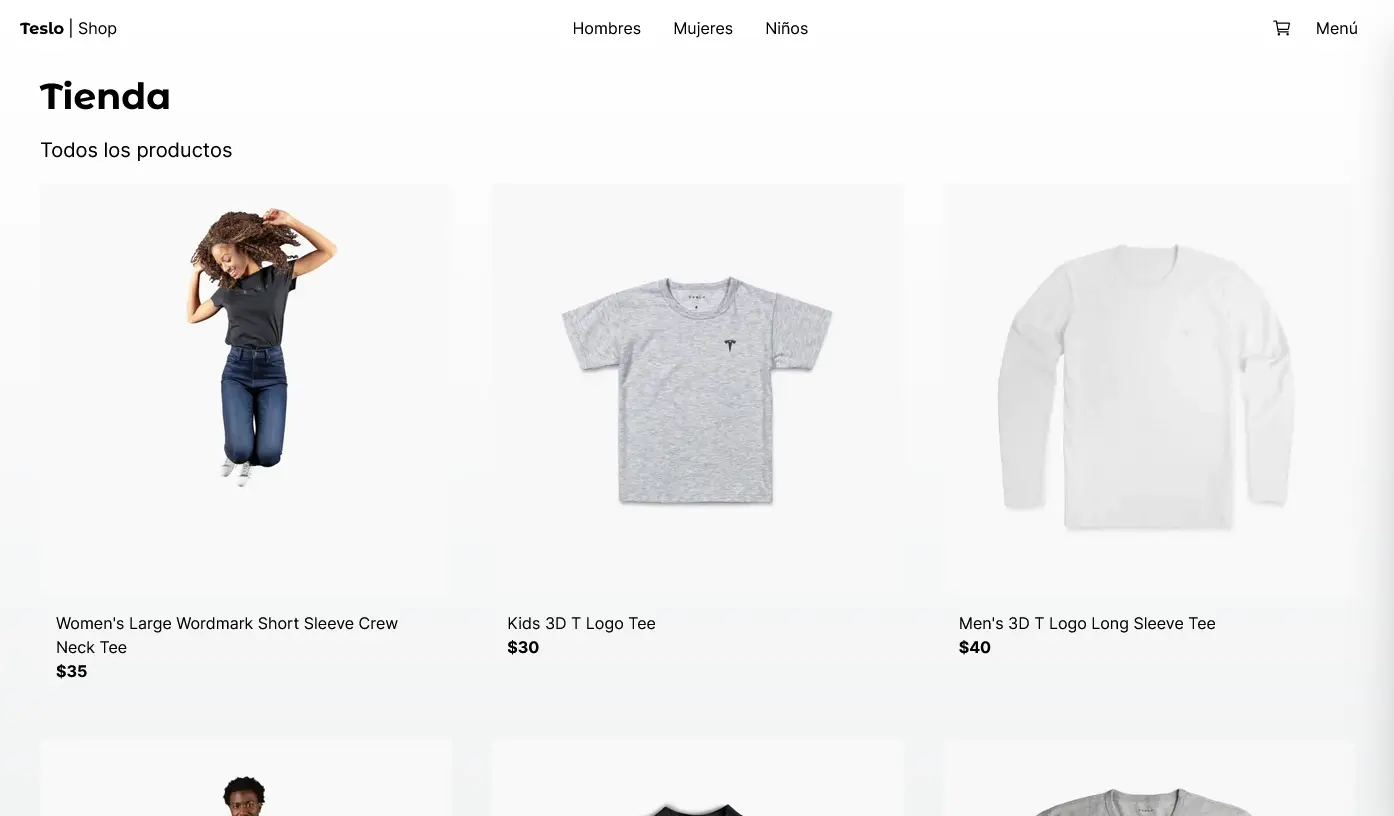 Teslo | Shop
Hombres
Mujeres
Niños
Menú
Tienda
Todos los productos
Women's Large Wordmark Short Sleeve Crew
Neck Tee
$35
Kids 3D T Logo Tee
$30
Men's 3D T Logo Long Sleeve Tee
$40